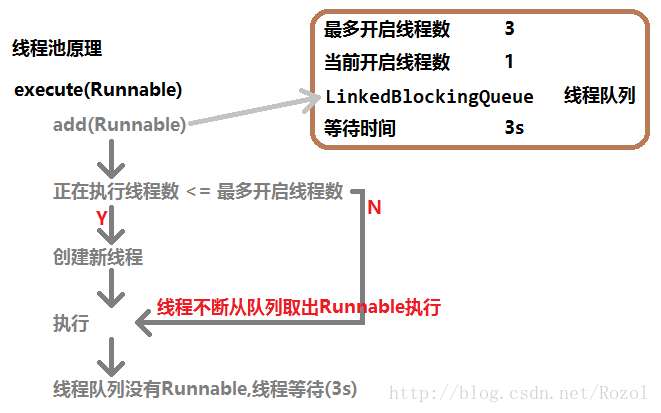 线程池原理
execute(Runnable)
add(Runnable)
最多开启线程数 3
当前开启线程数 1
LinkedBlockingQueue 线程队列
等待时间 3s
正在执行线程数 <= 最多开启线程数
Y
N
创建新线程
线程不断从队列取出Runnable执行
执行
线程队列没有Runnable,线程等待(3s)
http://blog.csdn.net/Rozol